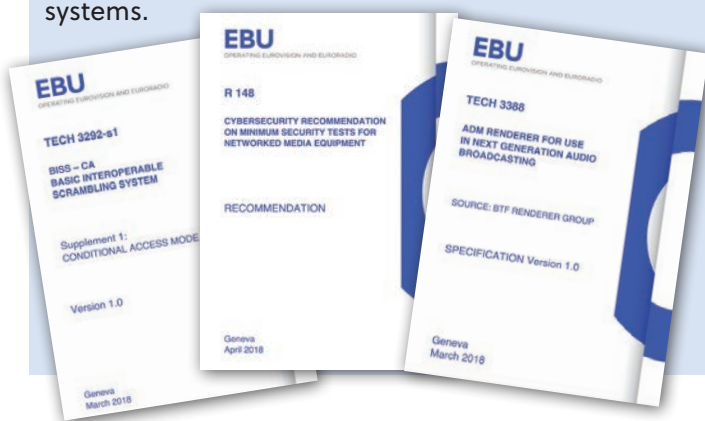 systems.
EBU
OPERATING EUROVISION AND EURORADIO
TECH 3292-s1
BISS – CA
BASIC INTEROPERABLE
SCRAMBLING SYSTEM
Supplement 1:
CONDITIONAL ACCESS MODE
Version 1.0
Geneva
March 2018
EBU
OPERATING EUROVISION AND EURORADIO
R 148
CYBERSECURITY RECOMMENDATION
ON MINIMUM SECURITY TESTS FOR
NETWORKED MEDIA EQUIPMENT
RECOMMENDATION
Geneva
April 2018
EBU
OPERATING EUROVISION AND EURORADIO
TECH 3388
ADM RENDERER FOR USE
IN NEXT GENERATION AUDIO
BROADCASTING
SOURCE: BTF RENDERER GROUP
SPECIFICATION Version 1.0
Geneva
March 2018